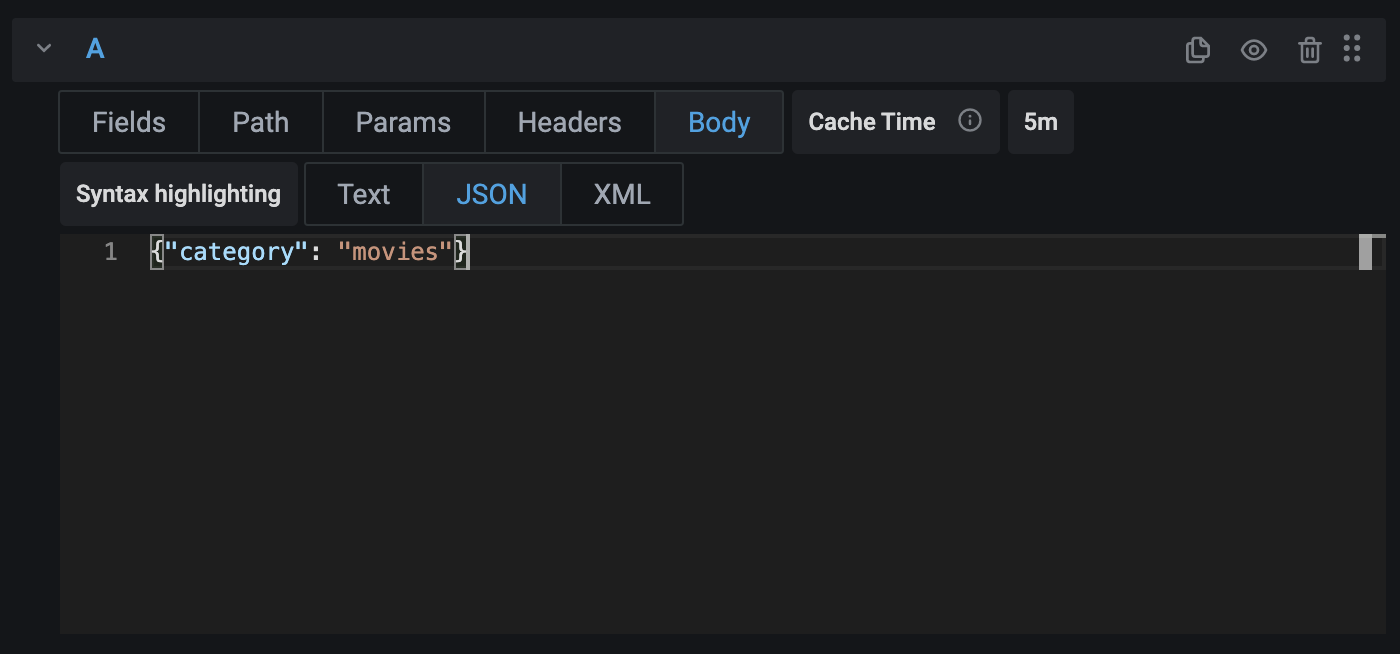 A
Fields Path Params Headers Body Cache Time 5m
Syntax highlighting Text JSON XML
1 {"category": "movies"}